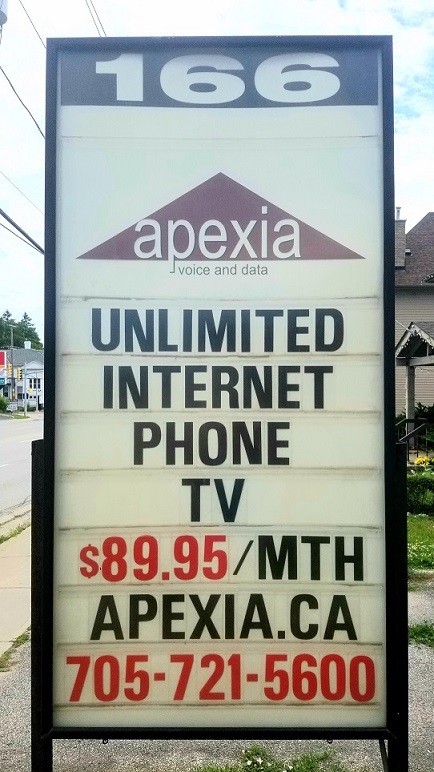 166
apexia
voice and data
UNLIMITED
INTERNET
PHONE
TV
$89.95/MTH
APEXIA.CA
705-721-5600